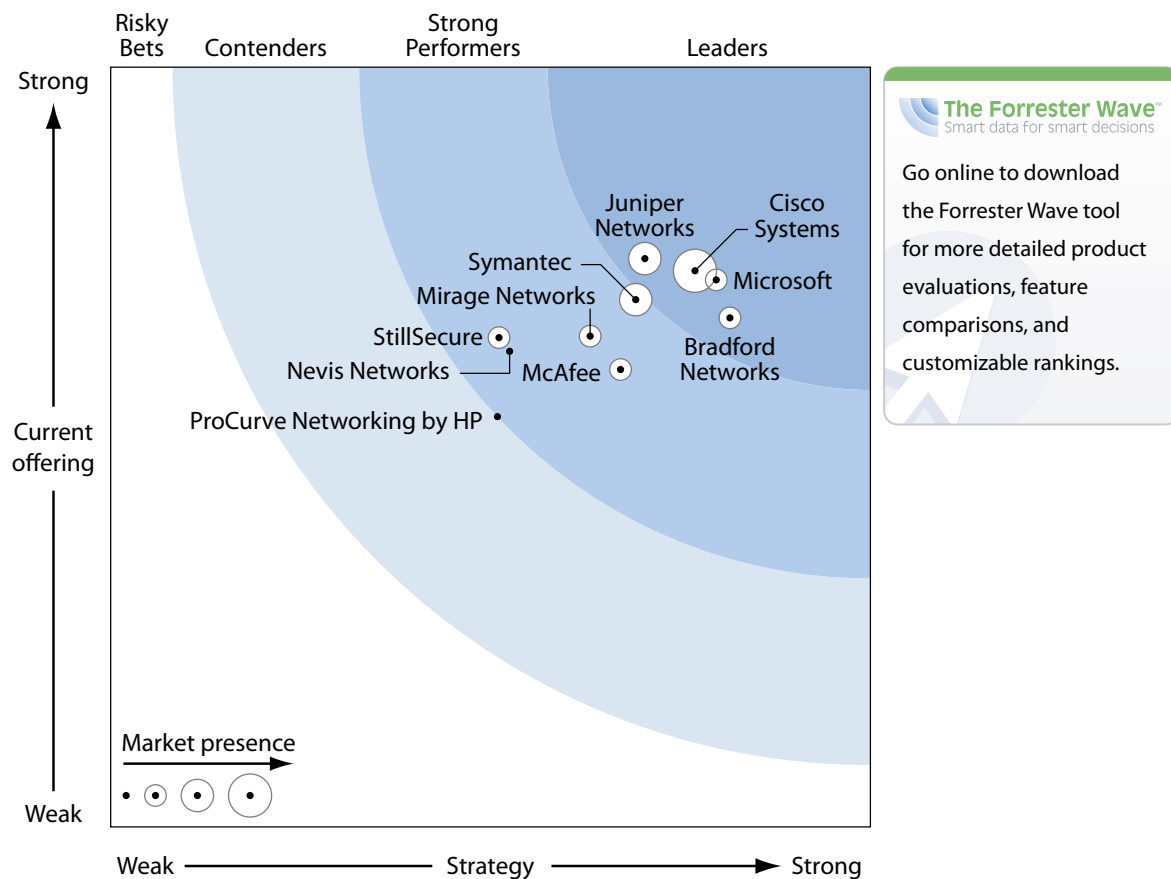 Risky
Bets
Contenders
Strong
Performers
Leaders
Strong
Current
offering
Weak
Juniper
Networks
Cisco
Systems
Symantec
Microsoft
Mirage Networks
StillSecure
Bradford
Networks
Nevis Networks
McAfee
ProCurve Networking by HP
Market presence
Weak
Strategy
Strong
The Forrester Wave™
Smart data for smart decisions
Go online to download
the Forrester Wave tool
for more detailed product
evaluations, feature
comparisons, and
customizable rankings.